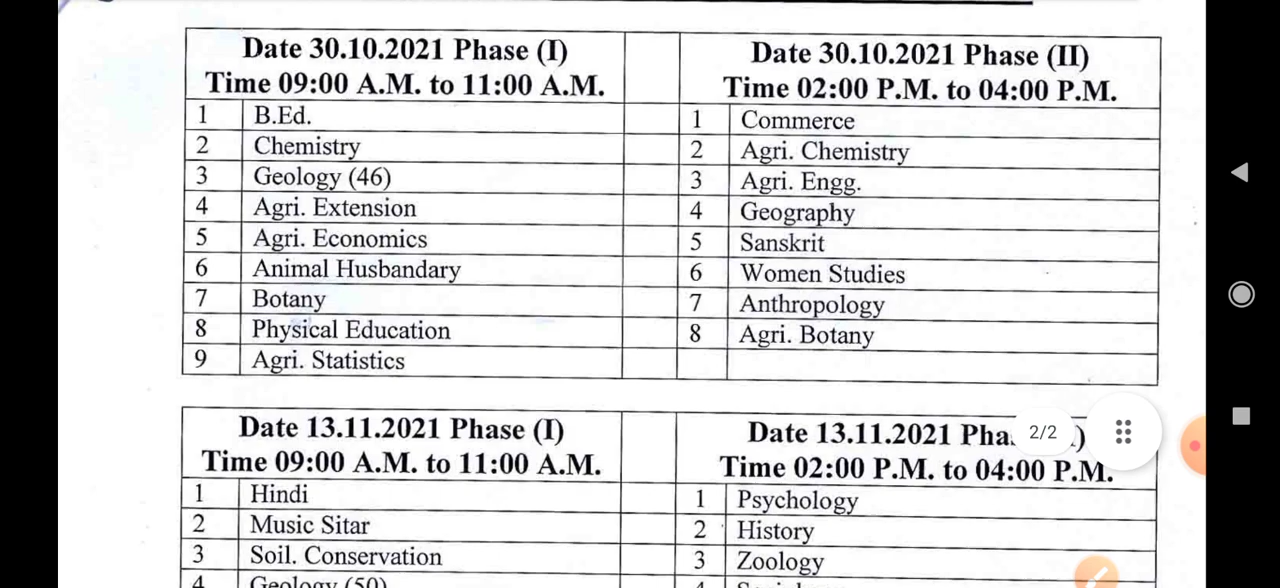 Date 30.10.2021 Phase (I)
Time 09:00 A.M. to 11:00 A.M.
1 B.Ed.
2 Chemistry
3 Geology (46)
4 Agri. Extension
5 Agri. Economics
6 Animal Husbandary
7 Botany
8 Physical Education
9 Agri. Statistics
Date 30.10.2021 Phase (II)
Time 02:00 P.M. to 04:00 P.M.
1 Commerce
2 Agri. Chemistry
3 Agri. Engg.
4 Geography
5 Sanskrit
6 Women Studies
7 Anthropology
8 Agri. Botany
Date 13.11.2021 Phase (I)
Time 09:00 A.M. to 11:00 A.M.
1 Hindi
2 Music Sitar
3 Soil. Conservation
4 Geology (50)
Date 13.11.2021
Time 02:00 P.M. to 04:00 P.M.
1 Psychology
2 History
3 Zoology
2/2